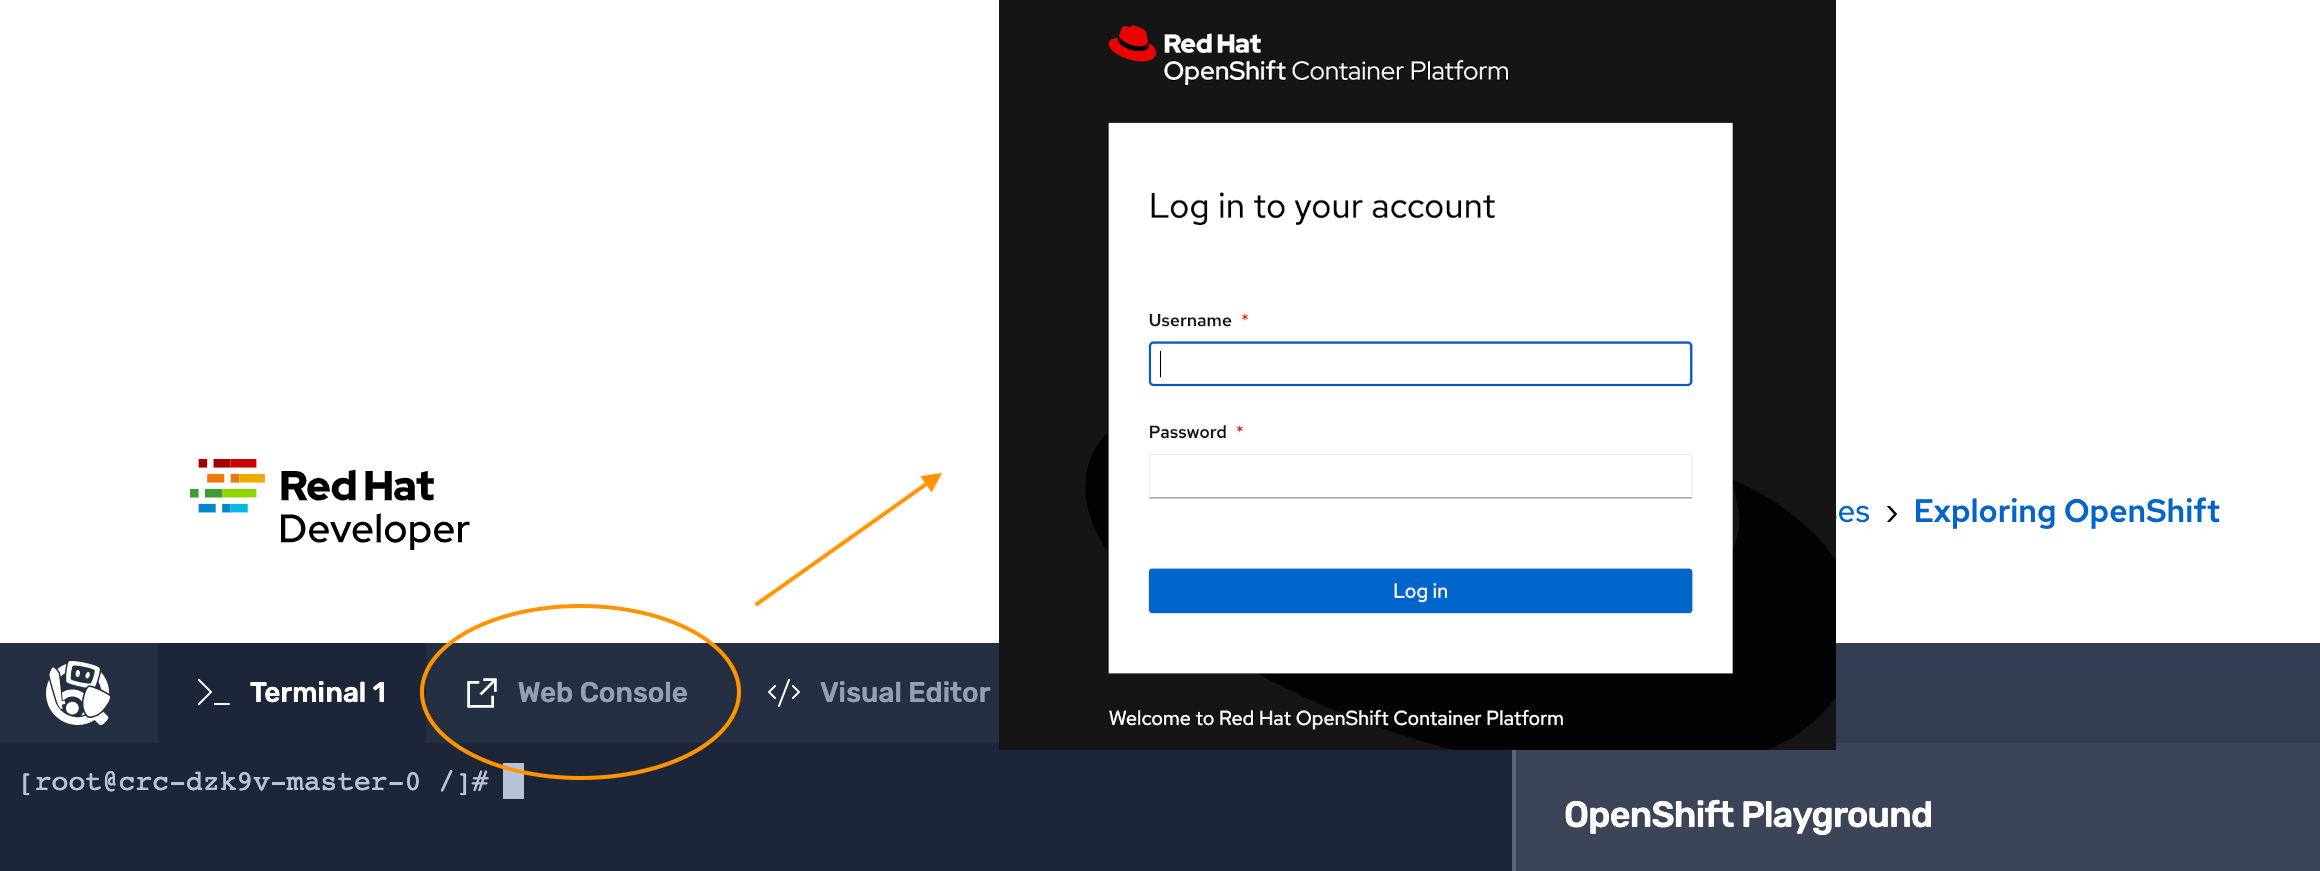 Red Hat
OpenShift Container Platform
Log in to your account
Username *
Password *
Log in
Welcome to Red Hat OpenShift Container Platform
Red Hat
Developer
es › Exploring OpenShift
>_ Terminal 1
Web Console
</> Visual Editor
[root@crc-dzk9v-master-0 /]#
OpenShift Playground